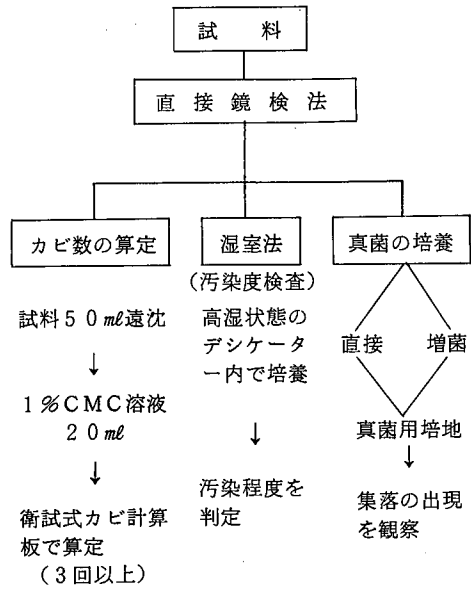 試料
直接鏡検法
カビ数の算定
試料50㎖遠沈
↓
1%CMC溶液
20㎖
↓
衛試式カビ計算
板で算定
(3回以上)
湿室法
(汚染度検査)
高湿状態の
デシケータ
ー内で培養
↓
汚染程度を
判定
真菌の培養
直接 増菌
真菌用培地
↓
集落の出現
を観察